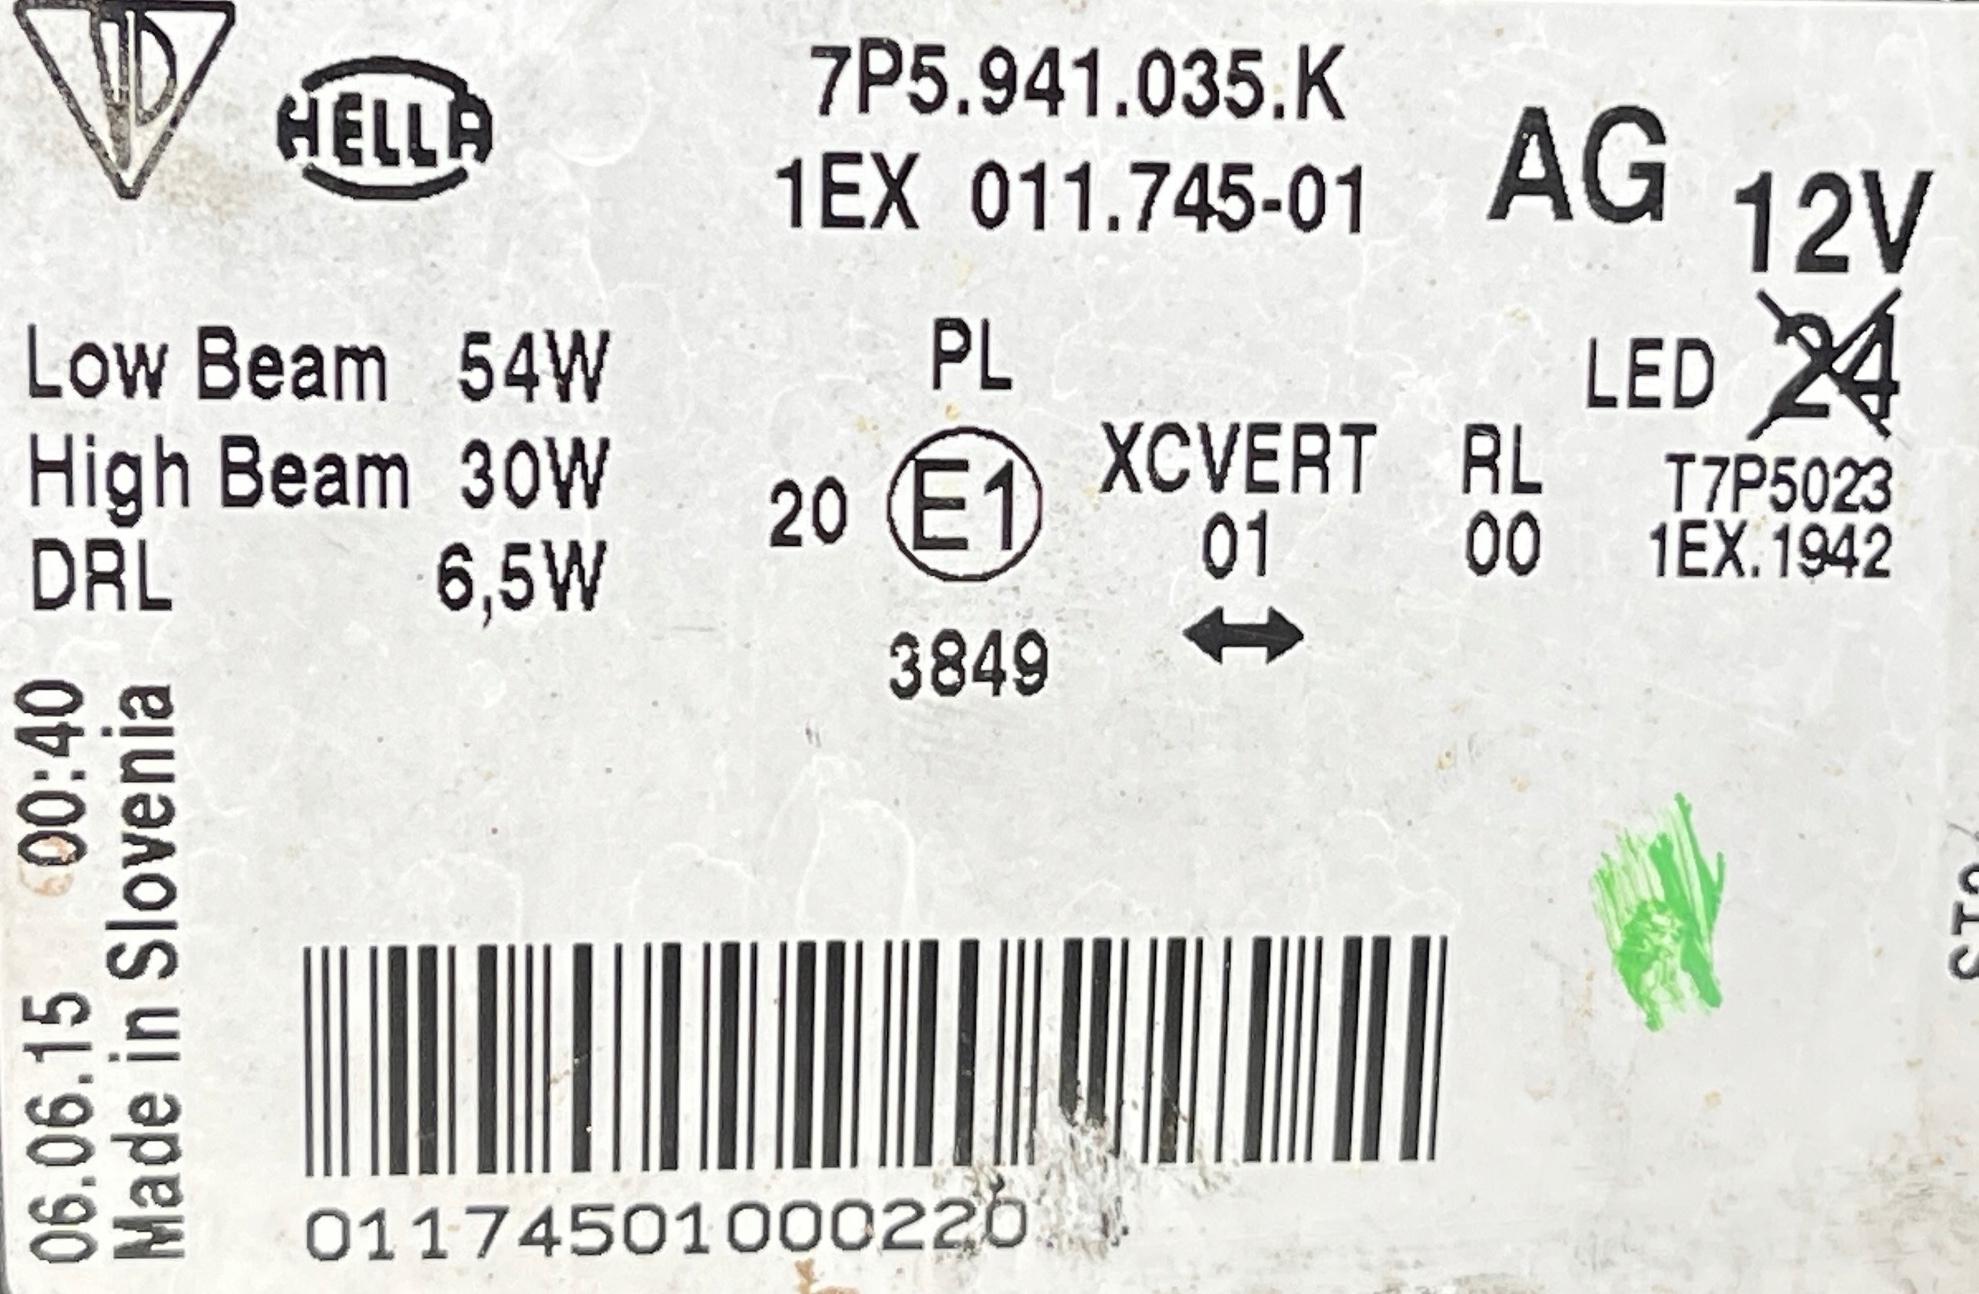 HELLA
7P5.941.035.K
1EX 011.745-01
AG
12V
Low Beam 54W
High Beam 30W
DRL 6,5W
PL
20 E1
3849
XCVERT
01
RL
00
LED 24
T7P5023
1EX.1942
06.06.15 00:40
Made in Slovenia
01174501000220